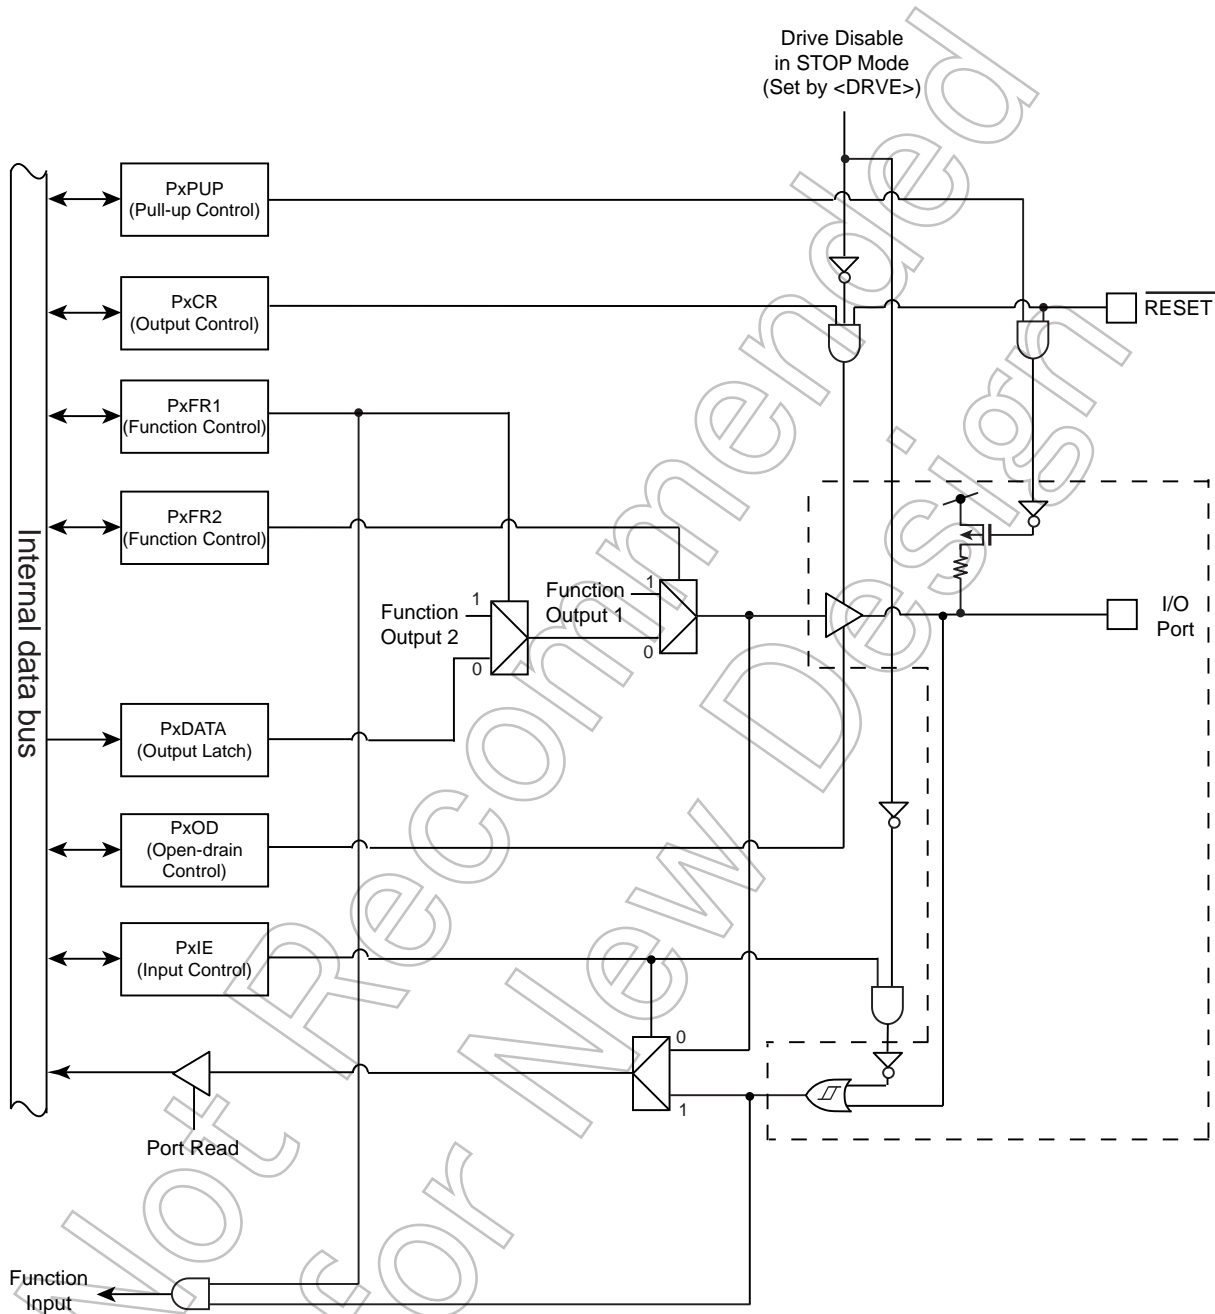 Drive Disable
in STOP Mode
(Set by <DRVE>)
PxPUP
(Pull-up Control)
PxCR
(Output Control)
RESET
PxFR1
(Function Control)
PxFR2
(Function Control)
Internal data bus
1
Function
Output 2
0
1
Function
Output 1
0
I/O
Port
PxDATA
(Output Latch)
PxOD
(Open-drain
Control)
PxIE
(Input Control)
0
1
Port Read
Function
Input
Not Recommended
for New Design